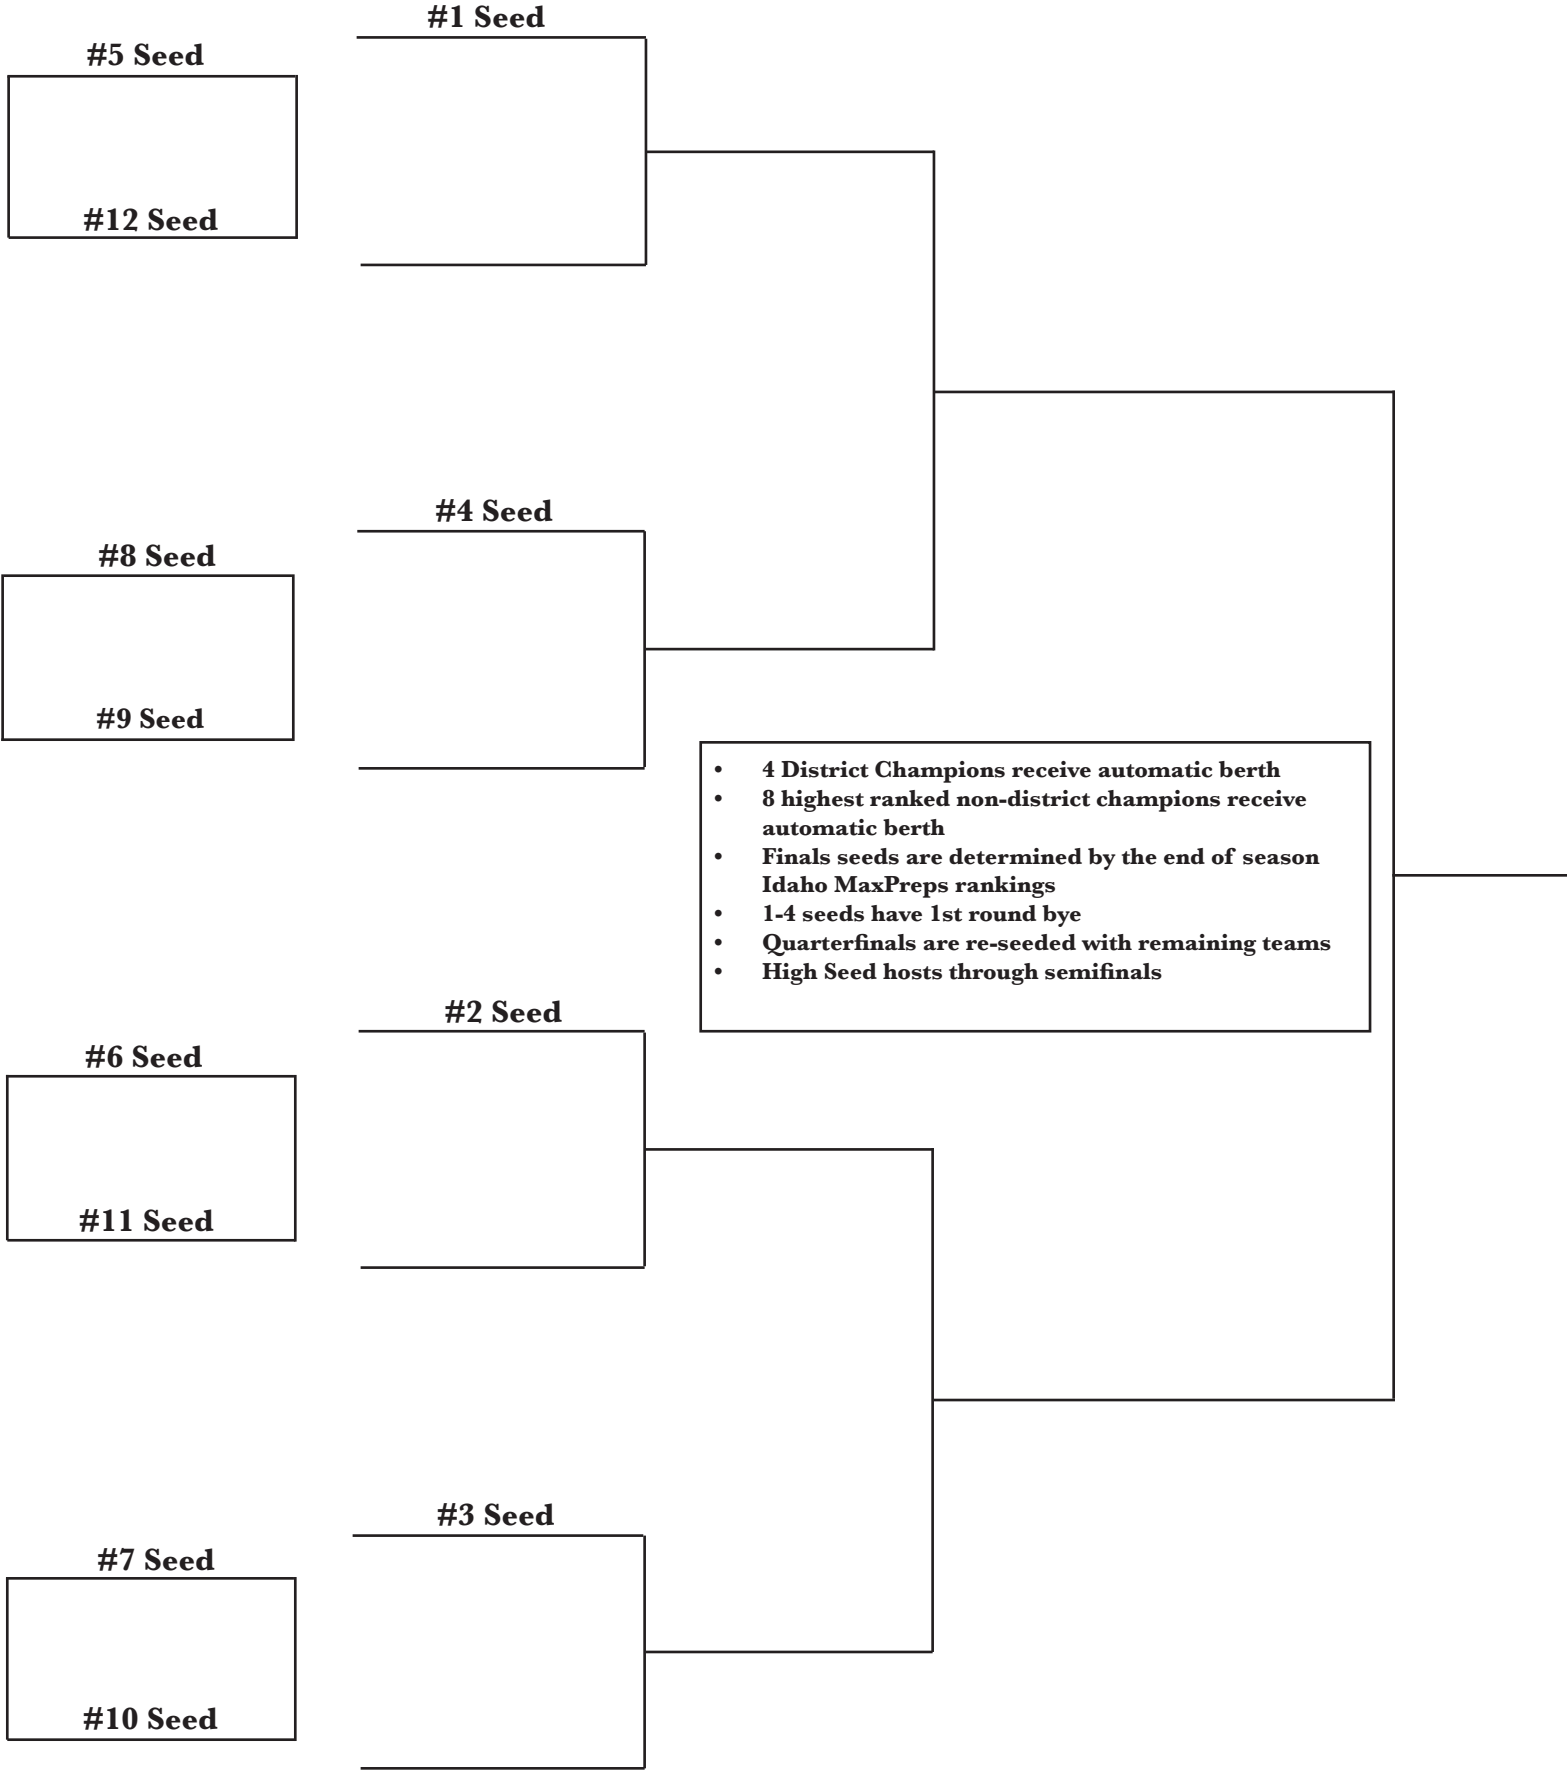 #1 Seed
#5 Seed
#12 Seed
#4 Seed
#8 Seed
#9 Seed
• 4 District Champions receive automatic berth
• 8 highest ranked non-district champions receive
automatic berth
• Finals seeds are determined by the end of season
Idaho MaxPreps rankings
• 1-4 seeds have 1st round bye
• Quarterfinals are re-seeded with remaining teams
• High Seed hosts through semifinals
#2 Seed
#6 Seed
#11 Seed
#3 Seed
#7 Seed
#10 Seed